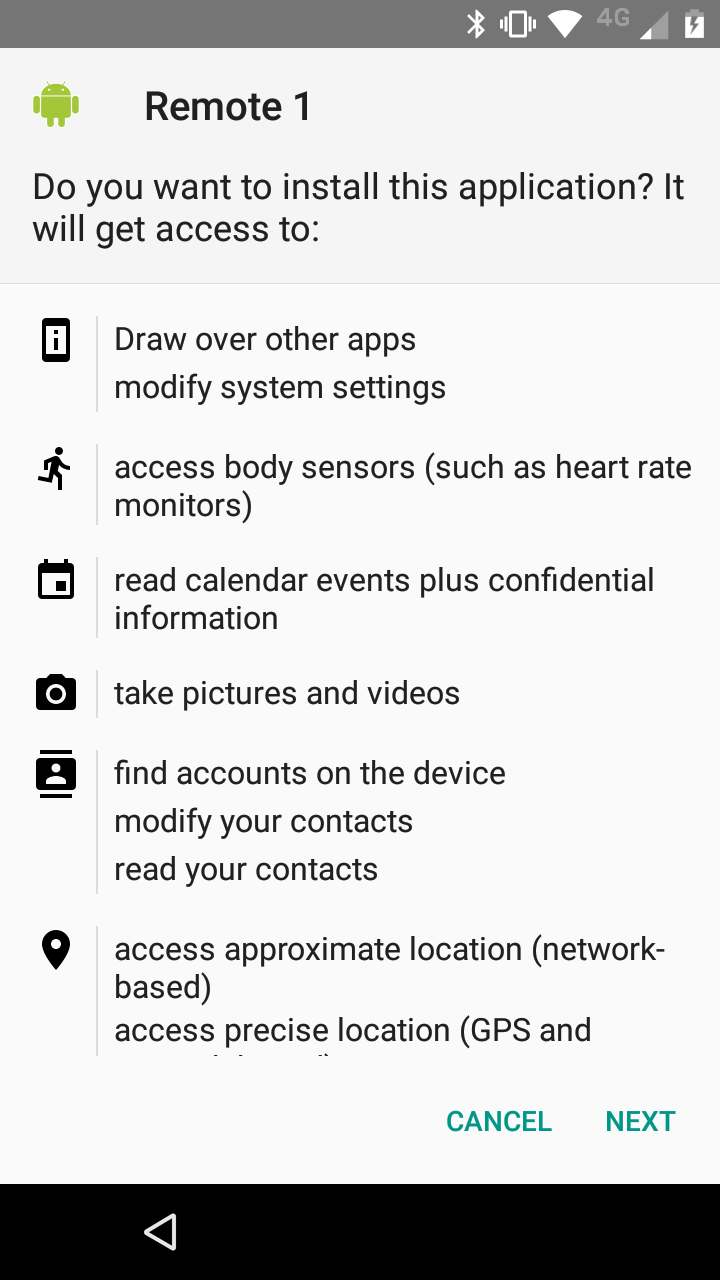 4G
Remote 1
Do you want to install this application? It
will get access to:
Draw over other apps
modify system settings
access body sensors (such as heart rate
monitors)
read calendar events plus confidential
information
take pictures and videos
find accounts on the device
modify your contacts
read your contacts
access approximate location (network-
based)
access precise location (GPS and
CANCEL NEXT